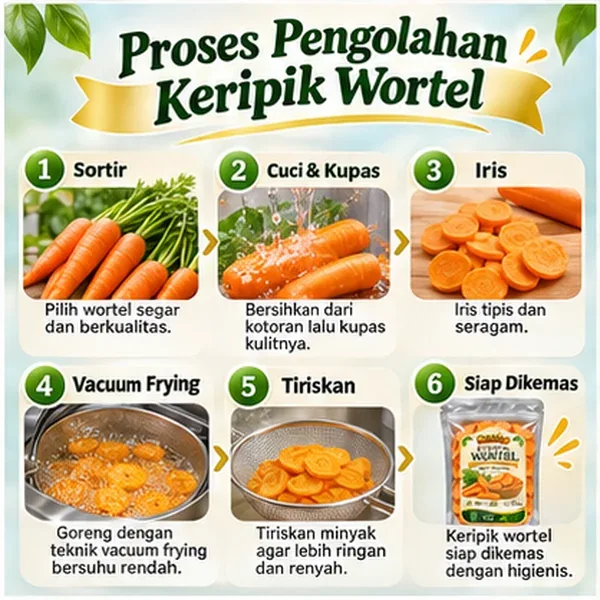 Proses Pengolahan
Keripik Wortel
1 Sortir
Pilih wortel segar
dan berkualitas.
2 Cuci & Kupas
Bersihkan dari
kotoran lalu kupas
kulitnya.
3 Iris
Iris tipis dan
seragam.
4 Vacuum Frying
Goreng dengan
teknik vacuum frying
bersuhu rendah.
5 Tiriskan
Tiriskan minyak
agar lebih ringan
dan renyah.
6 Siap Dikemas
WORTEL
Keripik wortel
siap dikemas
dengan higienis.